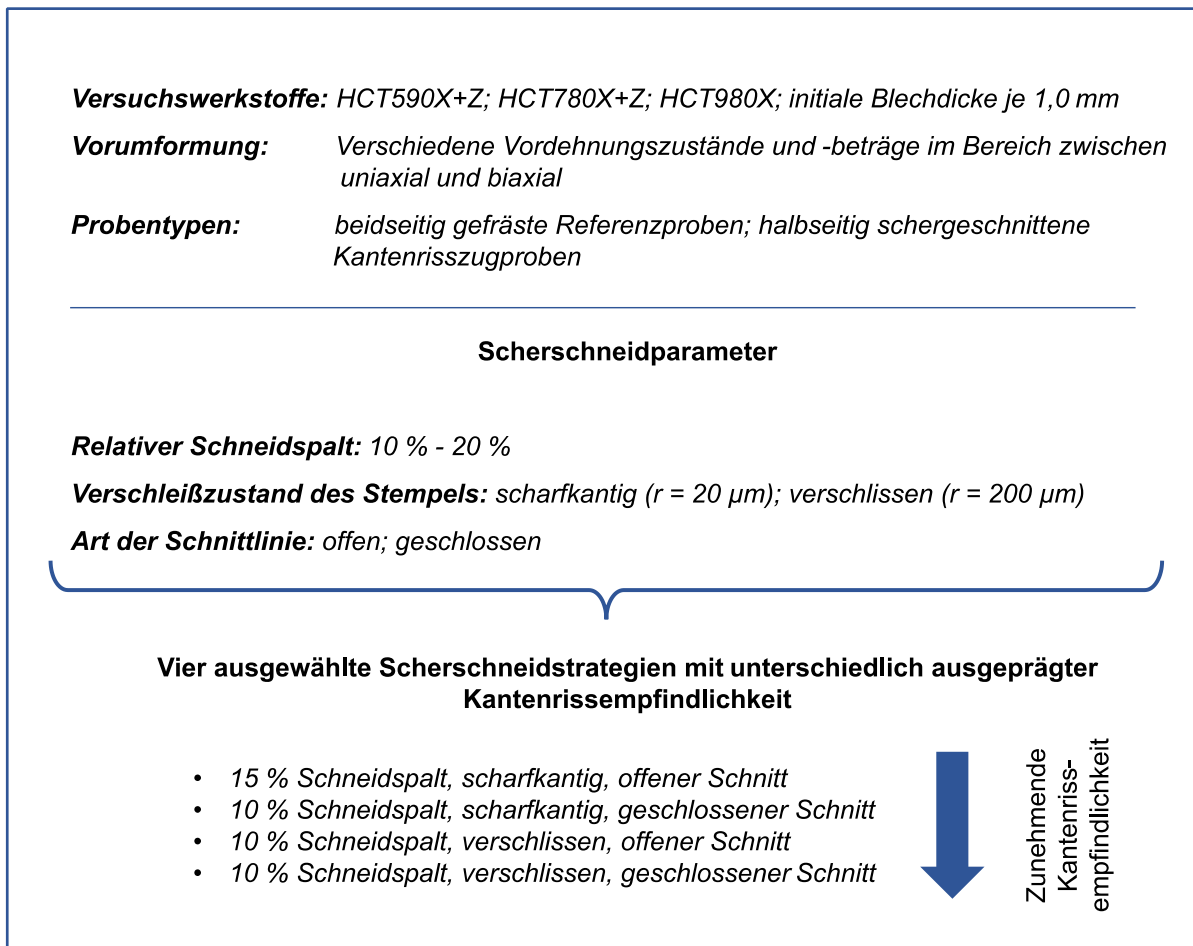 Versuchswerkstoffe: HCT590X+Z; HCT780X+Z; HCT980X; initiale Blechdicke je 1,0 mm
Vorumformung: Verschiedene Vordehnungszustände und -beträge im Bereich zwischen
uniaxial und biaxial
Probentypen: beidseitig gefräste Referenzproben; halbseitig schergeschnittene
Kantenrisszugproben
Scherschneidparameter
Relativer Schneidspalt: 10 % - 20 %
Verschleißzustand des Stempels: scharfkantig (r = 20 µm); verschlissen (r = 200 µm)
Art der Schnittlinie: offen; geschlossen
Vier ausgewählte Scherschneidstrategien mit unterschiedlich ausgeprägter
Kantenrissempfindlichkeit
• 15 % Schneidspalt, scharfkantig, offener Schnitt
• 10 % Schneidspalt, scharfkantig, geschlossener Schnitt
• 10 % Schneidspalt, verschlissen, offener Schnitt
• 10 % Schneidspalt, verschlissen, geschlossener Schnitt
Zunehmende
Kantenriss-
empfindlichkeit